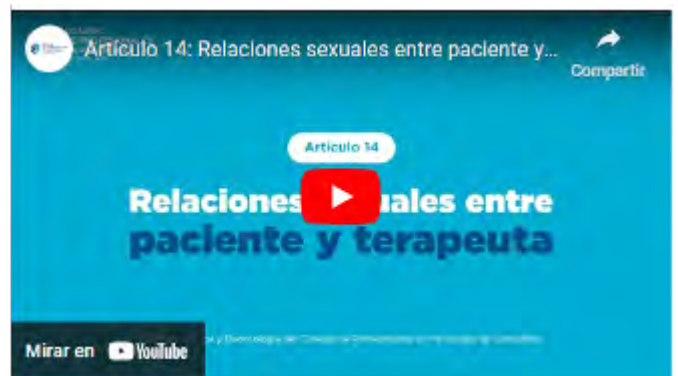 Artículo 14: Relaciones sexuales entre paciente y...
Compartir
Artículo 14
Relaciones uales entre
paciente y terapeuta
Mirar en YouTube